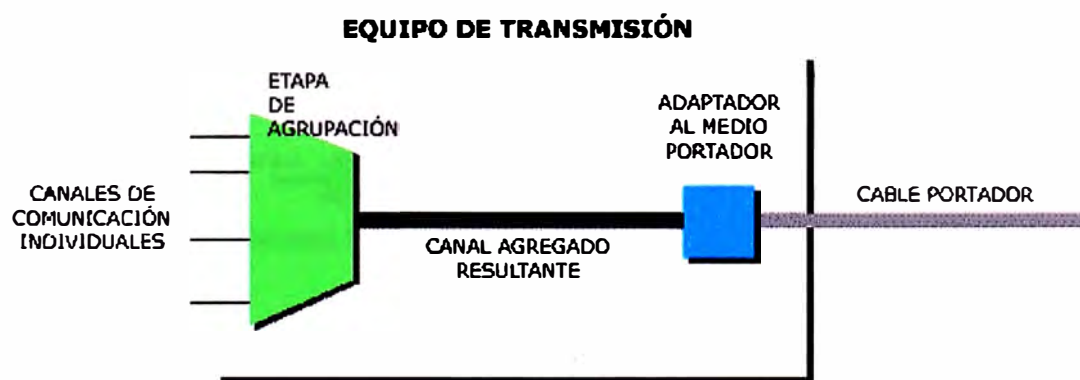 EQUIPO DE TRANSMISIÓN
ETAPA
DE
AGRUPACIÓN
ADAPTADOR
AL MEDIO
PORTADOR
CANALES DE
COMUNICACIÓN
INDIVIDUALES
CABLE PORTADOR
CANAL AGREGADO
RESULTANTE